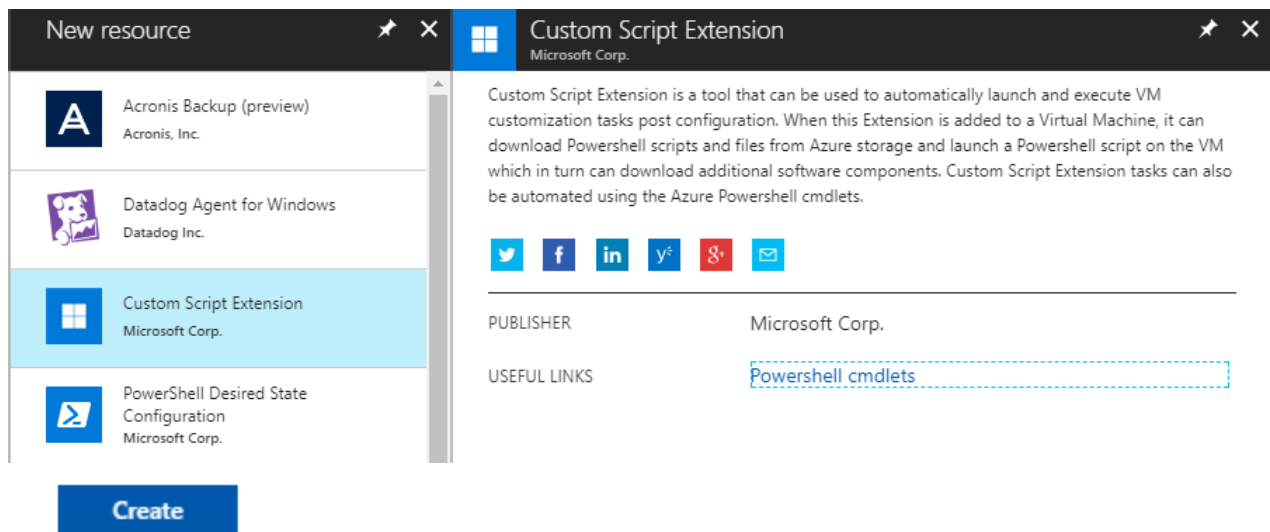 New resource
Acronis Backup (preview)
Acronis, Inc.
Datadog Agent for Windows
Datadog Inc.
Custom Script Extension
Microsoft Corp.
PowerShell Desired State
Configuration
Microsoft Corp.
Custom Script Extension
Microsoft Corp.
Custom Script Extension is a tool that can be used to automatically launch and execute VM
customization tasks post configuration. When this Extension is added to a Virtual Machine, it can
download Powershell scripts and files from Azure storage and launch a Powershell script on the VM
which in turn can download additional software components. Custom Script Extension tasks can also
be automated using the Azure Powershell cmdlets.
PUBLISHER Microsoft Corp.
USEFUL LINKS Powershell cmdlets
Create